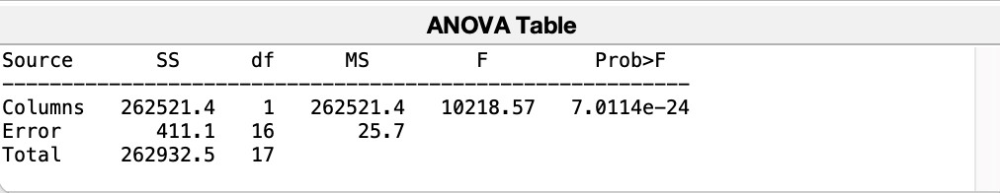 ANOVA Table
Source SS df MS F Prob>F
Columns 262521.4 1 262521.4 10218.57 7.0114e-24
Error 411.1 16 25.7
Total 262932.5 17